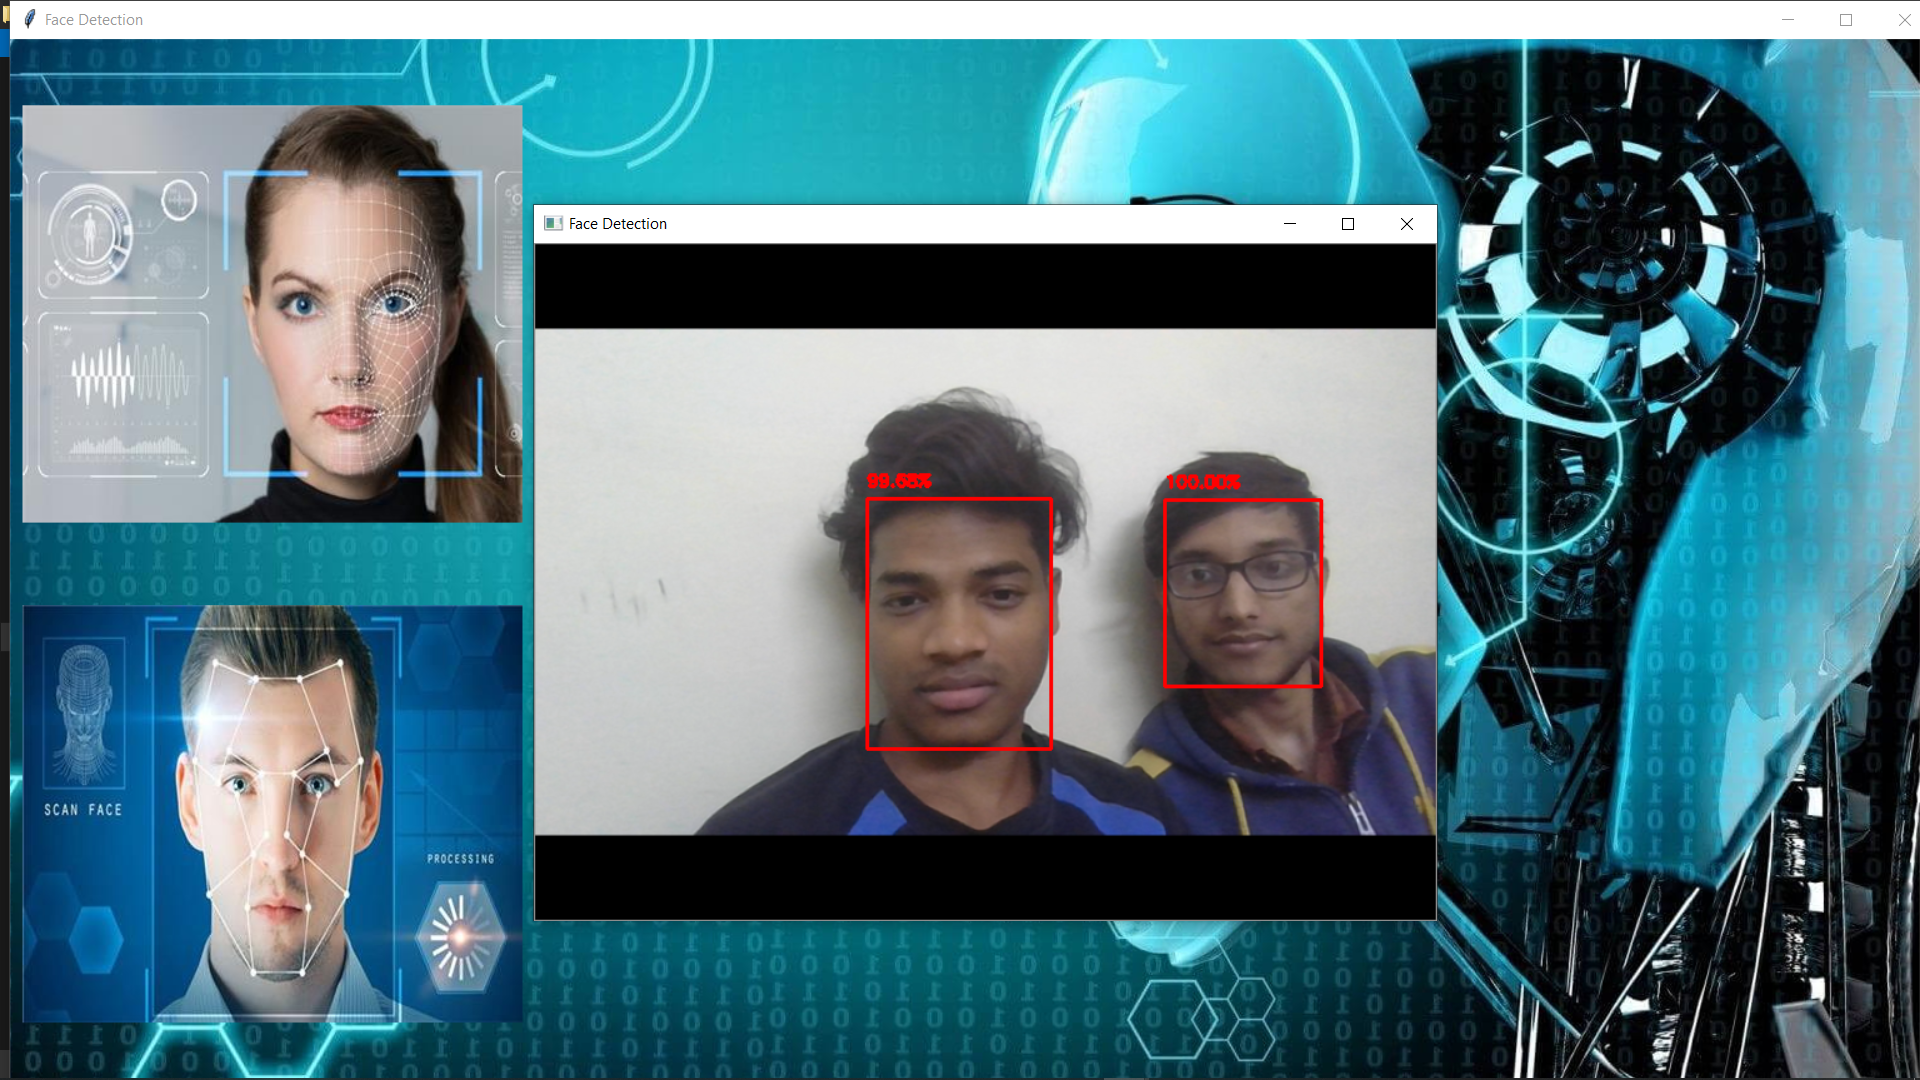 Face Detection
Face Detection
99.68%
100.00%
SCAN FACE
PROCESSING